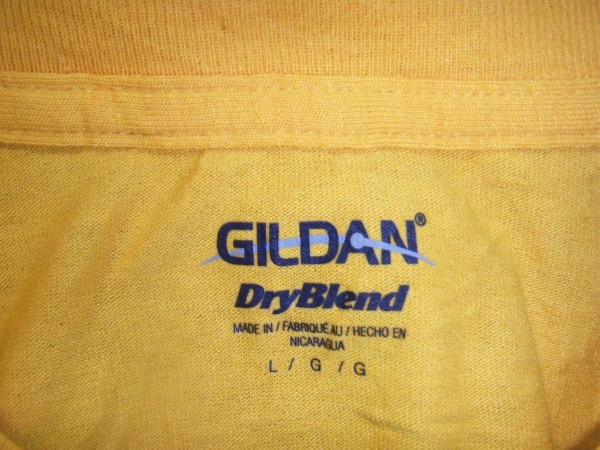 GILDAN®
DryBlend
MADE IN / FABRIQUÉ AU / HECHO EN
NICARAGUA
L / G / G